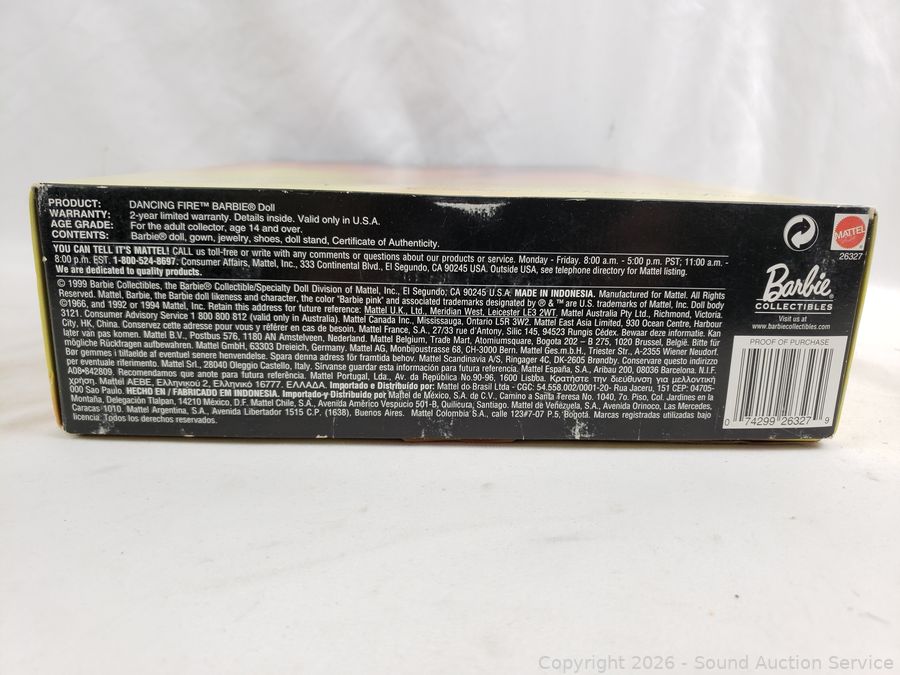 PRODUCT: DANCING FIRE™ BARBIE® Doll
WARRANTY: 2-year limited warranty. Details inside. Valid only in U.S.A.
AGE GRADE: For the adult collector, age 14 and over.
CONTENTS: Barbie® doll, gown, jewelry, shoes, doll stand, Certificate of Authenticity.
YOU CAN TELL IT'S MATTEL! CALL us toll-free or write with any comments or questions about our products or service. Monday - Friday. 8:00 a.m. - 5:00 p.m. PST; 11:00 a.m. -
8:00 p.m. EST. 1-800-524-8697. Consumer Affairs, Mattel, Inc., 333 Continental Blvd., El Segundo, CA 90245 USA. Outside USA, see telephone directory for Mattel listing.
We are dedicated to quality products.
© 1999 Barbie Collectibles, the Barbie® Collectible/Specialty Doll Division of Mattel, Inc., El Segundo, CA 90245 U.S.A. MADE IN INDONESIA. Manufactured for Mattel. All Rights
Reserved. Mattel, Barbie, the Barbie doll likeness and character, the color "Barbie pink" and associated trademarks designated by ® & ™ are U.S. trademarks of Mattel, Inc. Doll body
©1966, and 1992 or 1994 Mattel, Inc. Retain this address for future reference: Mattel U.K., Ltd., Meridian West, Leicester LE3 2WT. Mattel Australia Pty Ltd., Richmond, Victoria.
3121. Consumer Advisory Service 1 800 800 812 (valid only in Australia). Mattel Canada Inc., Mississauga, Ontario L5R 3W2. Mattel East Asia Limited, 930 Ocean Centre, Harbour
City, HK, China. Conservez cette adresse pour vous y référer en cas de besoin. Mattel France, S.A., 27/33 rue d'Antony, Silic 145, 94523 Rungis Cédex. Bewaar deze informatie. Kan
later van pas komen. Mattel B.V., Postbus 576, 1180 AN Amstelveen, Nederland. Mattel Belgium, Trade Mart, Atomiumsquare, Bogota 202 – B 275, 1020 Brussel, België. Bitte für
mögliche Rückfragen aufbewahren. Mattel GmbH, 63303 Dreieich, Germany. Mattel AG, Monbijoustrasse 68, CH-3000 Bern. Mattel Ges.m.b.H., Triester Str., A-2355 Wiener Neudorf.
Bør gemmes i tilfælde af eventuel senere henvendelse. Spara denna adress för framtida behov. Mattel Scandinavia A/S, Ringager 4C, DK-2605 Brøndby. Conservare questo indirizzo
per eventuale riferimento. Mattel Srl., 28040 Oleggio Castello, Italy. Sírvanse guardar esta información para futura referencia. Mattel España, S.A., Aribau 200, 08036 Barcelona. N.I.F.
A08-842809. Recomendamos que anote para futura referência. Mattel Portugal, Lda., Av. da República No.90-96, 1600 Lisboa. Κρατήστε την διεύθυνση για μελλοντική
χρήση. Mattel AEBE, Ελληνικού 2, Ελληνικό 16777, ΕΛΛΑΔΑ. Importado e Distribuído por: Mattel do Brasil Ltda - CGC: 54.558.002/0001-20- Rua Jaceru, 151 CEP: 04705-
000 Sao Paulo. HECHO EN / FABRICADO EN INDONESIA. Importado y Distribuido por Mattel de México, S.A. de C.V., Camino a Santa Teresa No. 1040, 7o. Piso, Col. Jardines en la
Montaña, Delegación Tlalpan, 14210 México, D.F. Mattel Chile, S.A., Avenida Américo Vespucio 501-B, Quilicura, Santiago. Mattel de Venezuela, S.A., Avenida Orinoco, Las Mercedes,
Caracas 1010. Mattel Argentina, S.A., Avenida Libertador 1515 C.P. (1638), Buenos Aires. Mattel Colombia S.A., calle 123#7-07 P.5, Bogotá. Marcas registradas utilizadas bajo
licencia. Todos los derechos reservados.
MATTEL
26327
Barbie®
COLLECTIBLES
Visit us at
www.barbiecollectibles.com
PROOF OF PURCHASE
0 74299 26327 9
Copyright 2026 - Sound Auction Service